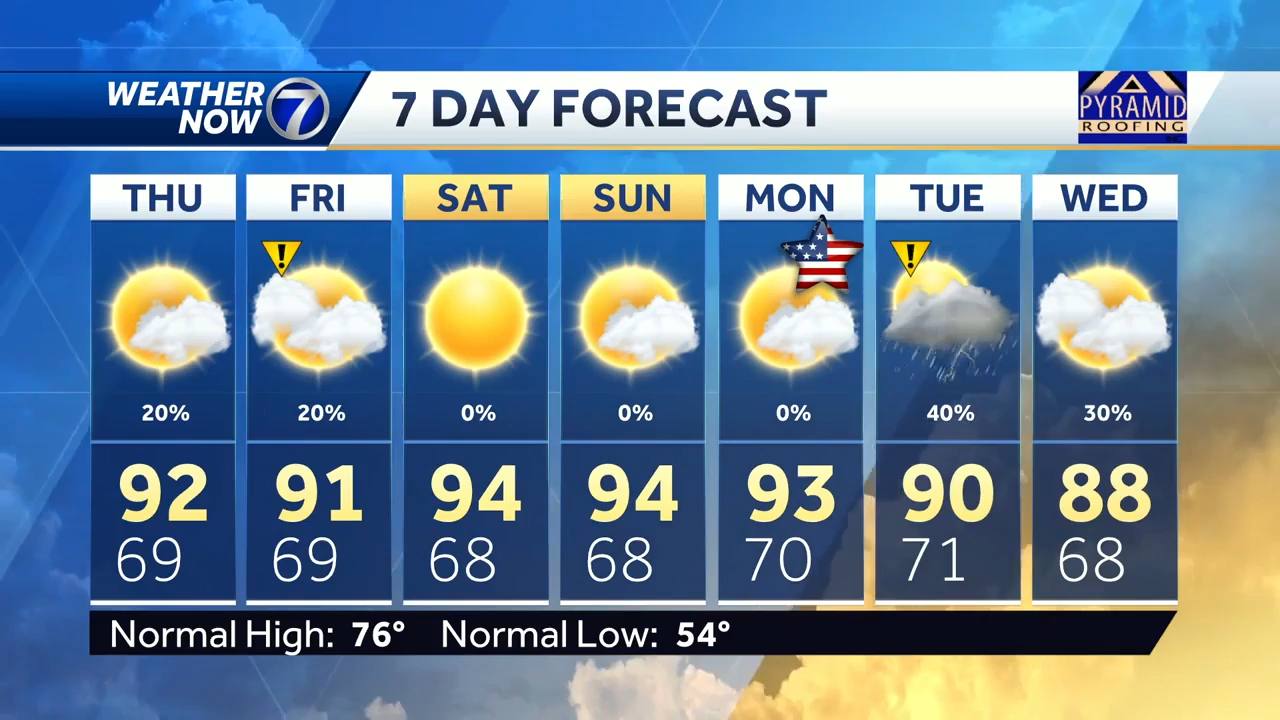 WEATHER
NOW 7
7 DAY FORECAST
PYRAMID
ROOFING
THU FRI SAT SUN MON TUE WED
! !
20% 20% 0% 0% 0% 40% 30%
92 91 94 94 93 90 88
69 69 68 68 70 71 68
Normal High: 76° Normal Low: 54°